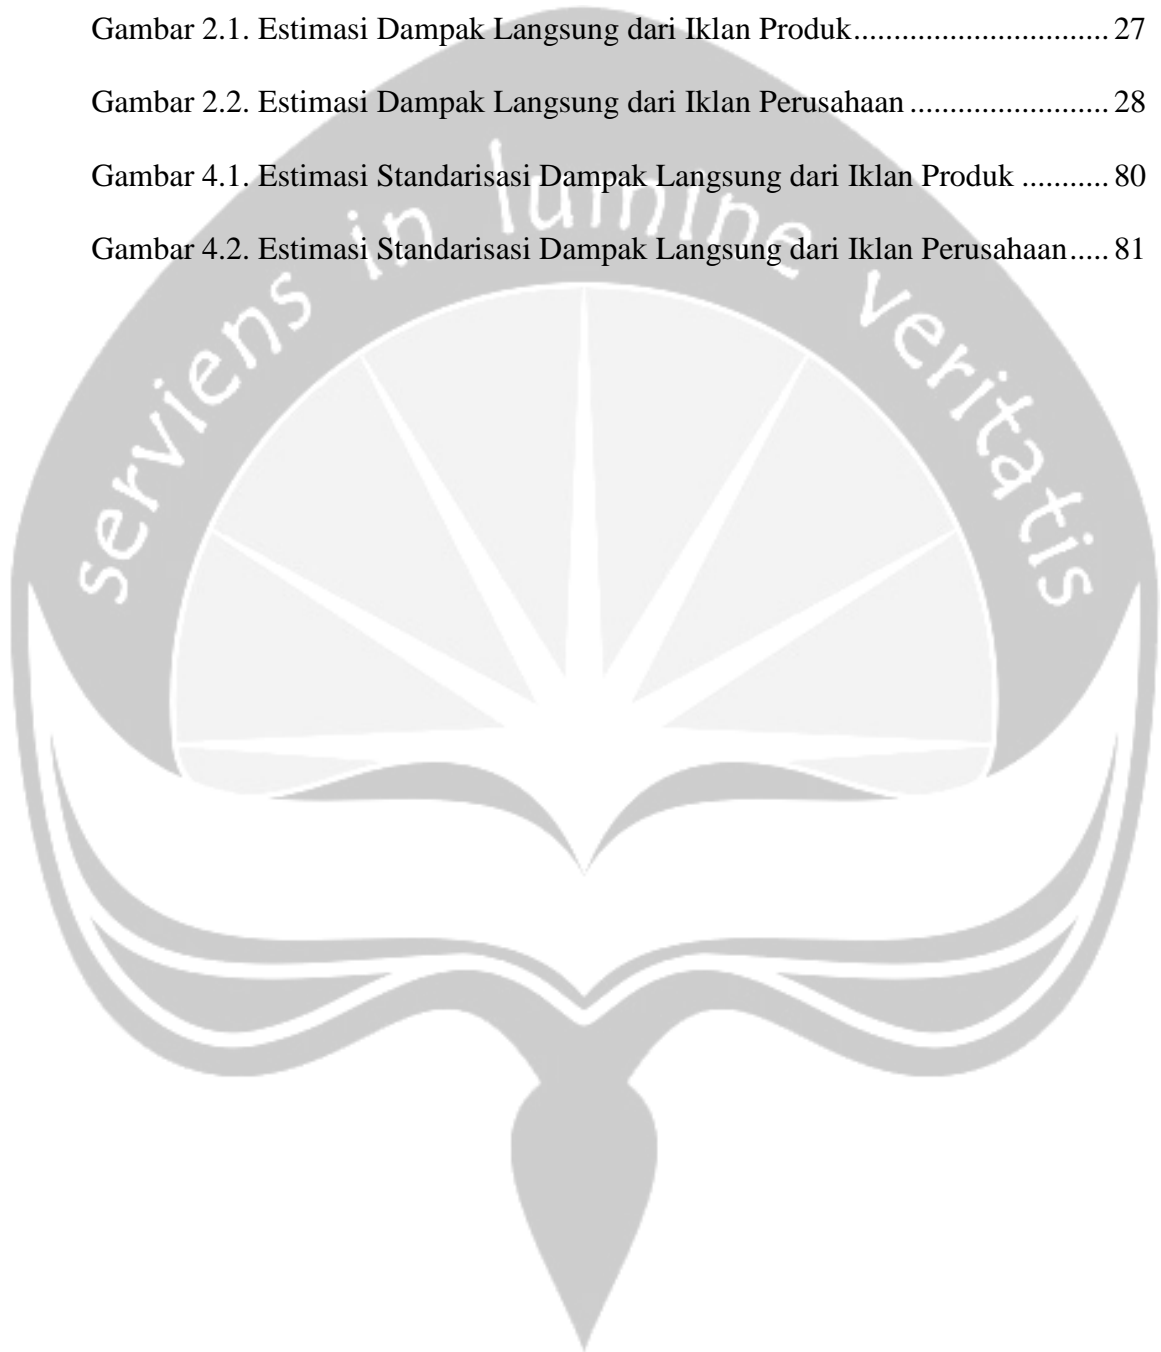 Gambar 2.1. Estimasi Dampak Langsung dari Iklan Produk................................ 27
Gambar 2.2. Estimasi Dampak Langsung dari Iklan Perusahaan ......................... 28
Gambar 4.1. Estimasi Standarisasi Dampak Langsung dari Iklan Produk ........... 80
Gambar 4.2. Estimasi Standarisasi Dampak Langsung dari Iklan Perusahaan..... 81
serviens in lumine veritatis